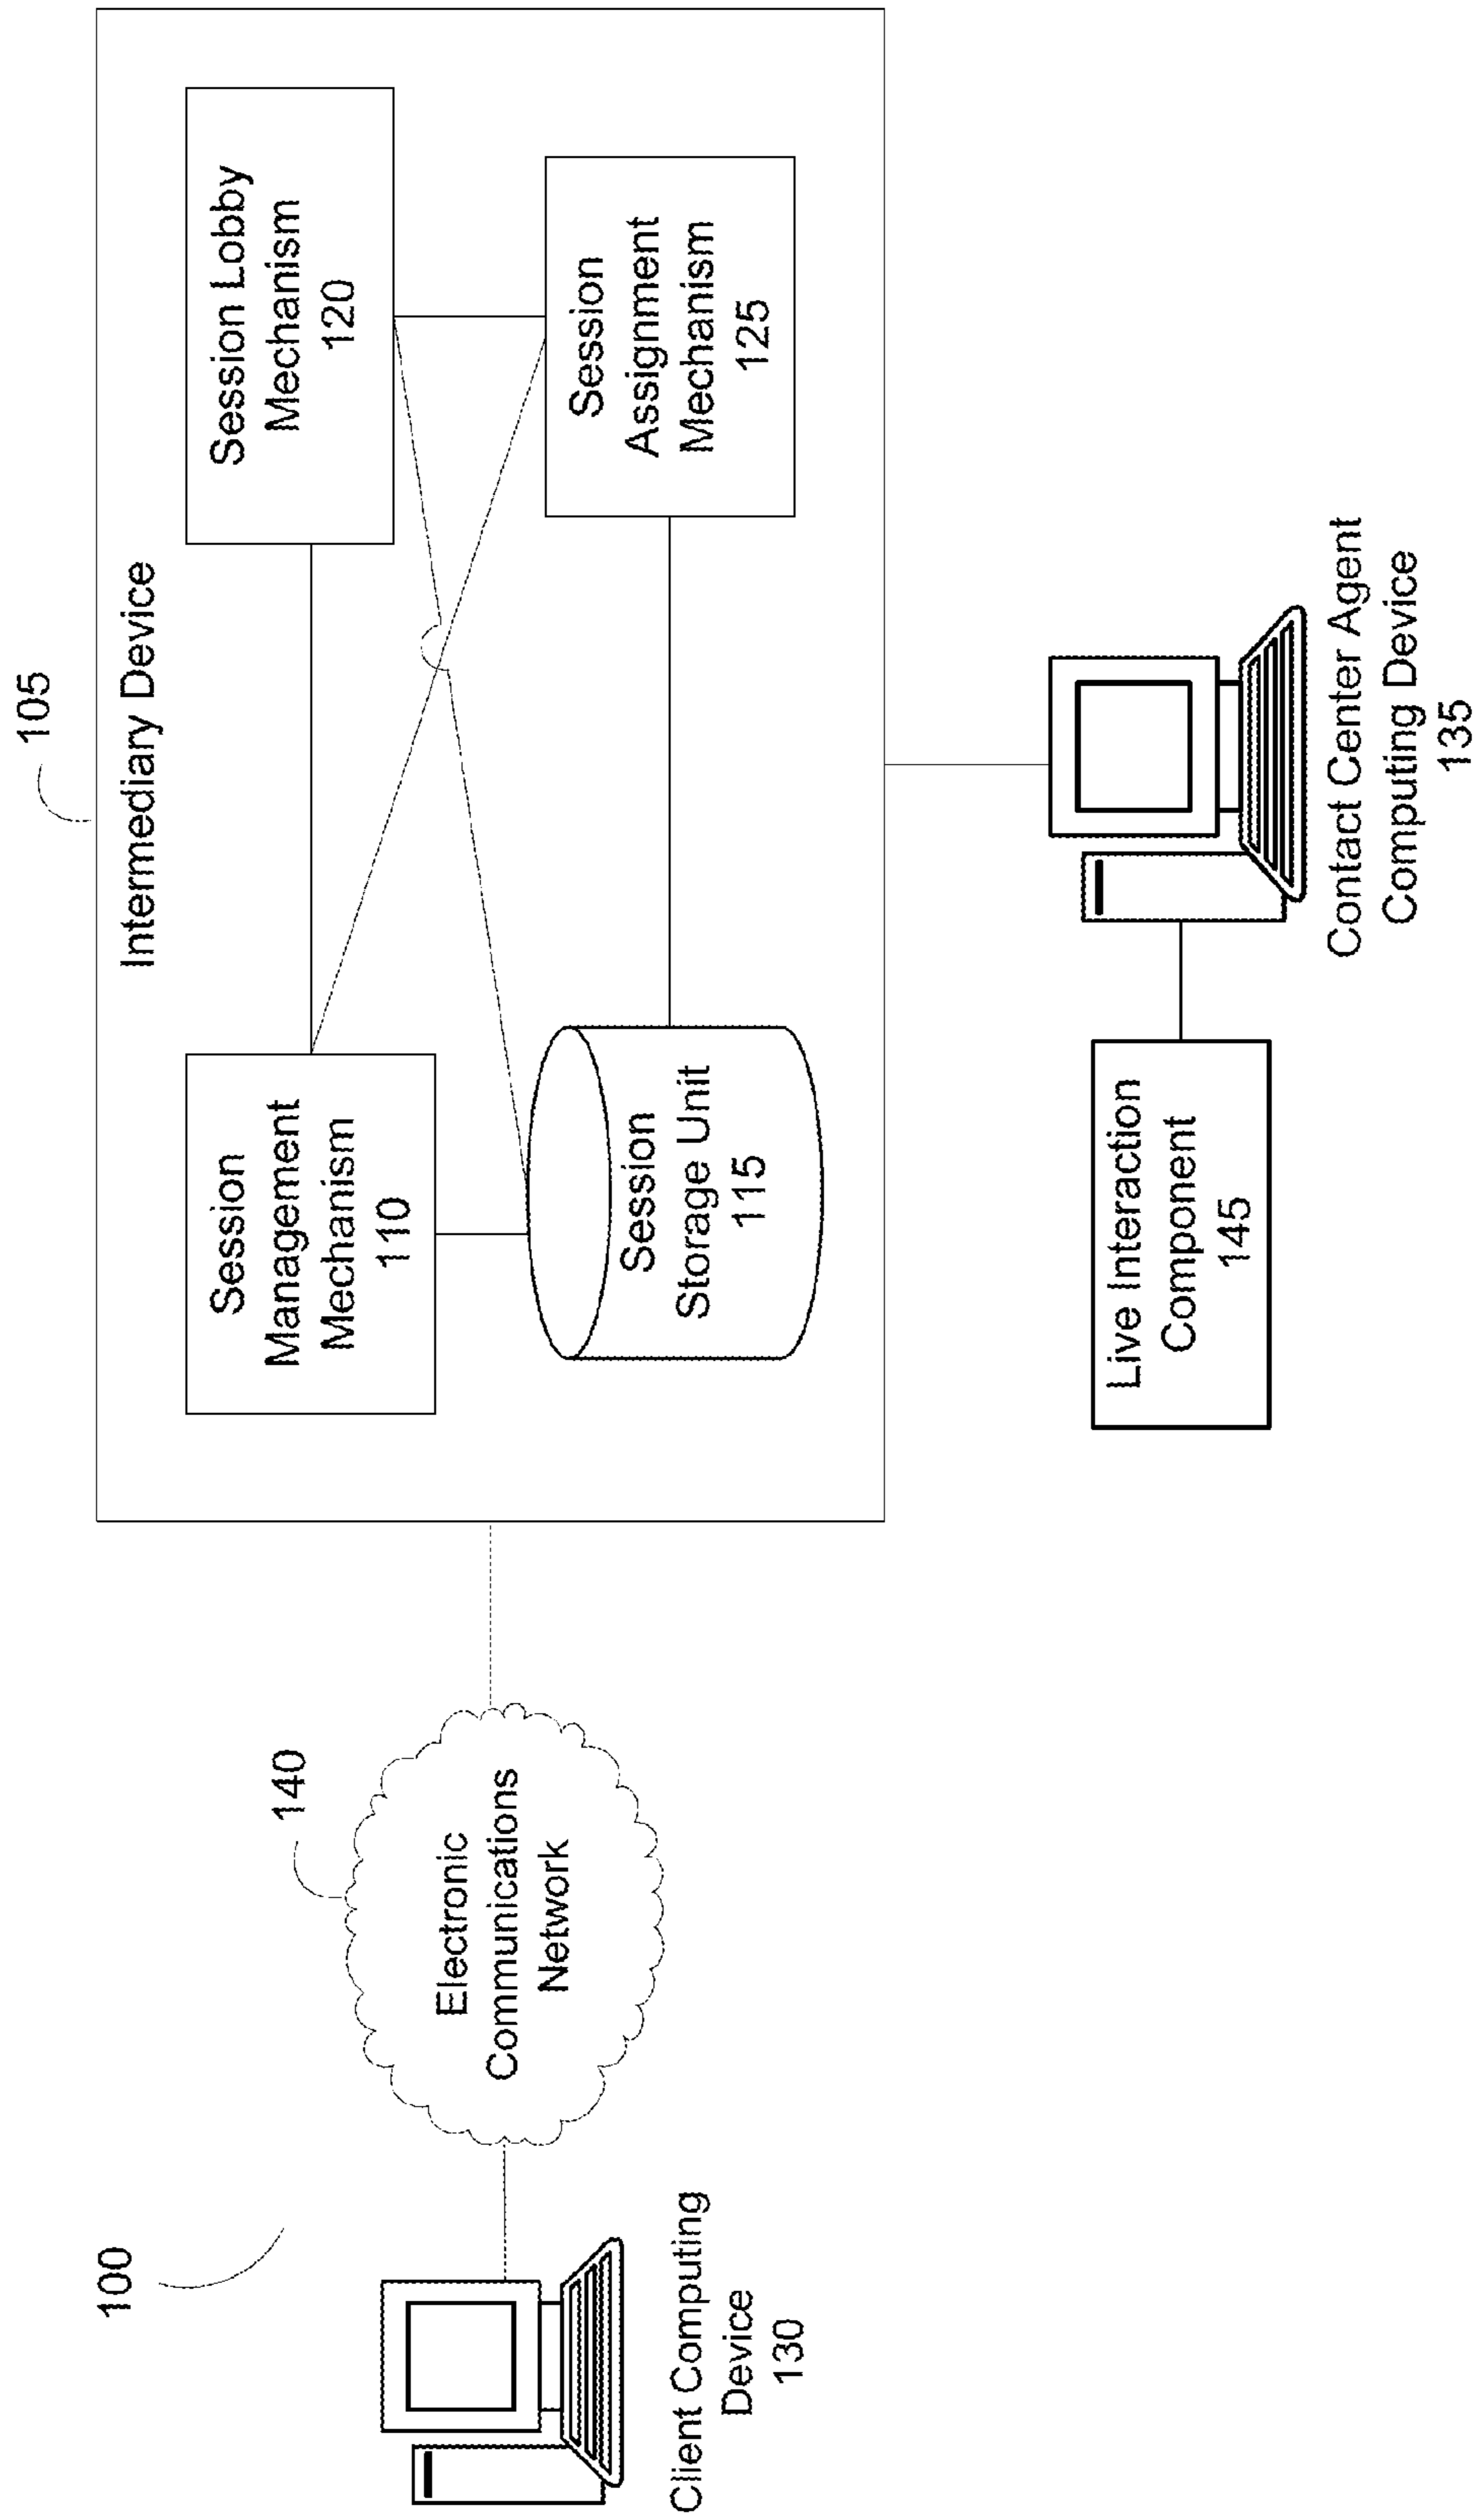 105
Intermediary Device
Session
Management
Mechanism
110
Session Lobby
Mechanism
120
Session
Storage Unit
115
Session
Assignment
Mechanism
125
100
140
Electronic
Communications
Network
Client Computing
Device
130
Live Interaction
Component
145
Contact Center Agent
Computing Device
135